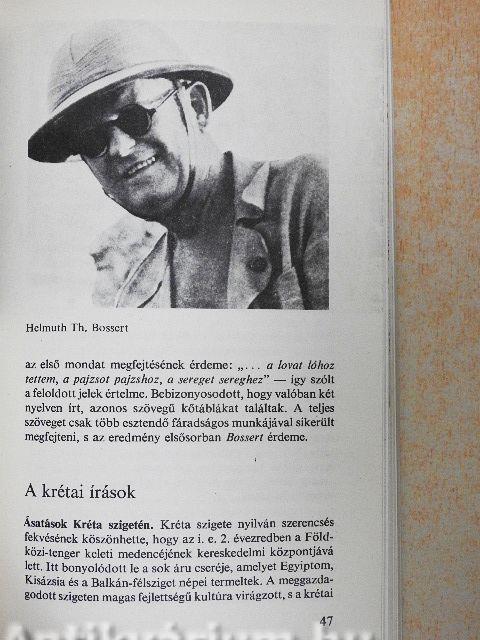 Helmuth Th. Bossert
az első mondat megfejtésének érdeme: „... a lovat lóhoz
tettem, a pajzsot pajzshoz, a sereget sereghez” — így szólt
a feloldott jelek értelme. Bebizonyosodott, hogy valóban két
nyelven írt, azonos szövegű kőtáblákat találtak. A teljes
szöveget csak több esztendő fáradságos munkájával sikerült
megfejteni, s az eredmény elsősorban Bossert érdeme.
A krétai írások
Ásatások Kréta szigetén. Kréta szigete nyilván szerencsés
fekvésének köszönhette, hogy az i. e. 2. évezredben a Föld-
közi-tenger keleti medencéjének kereskedelmi központjává
lett. Itt bonyolódott le a sok áru cseréje, amelyet Egyiptom,
Kisázsia és a Balkán-félsziget népei termeltek. A meggazda-
godott szigeten magas fejlettségű kultúra virágzott, s a krétai
47
Antikvarium.hu